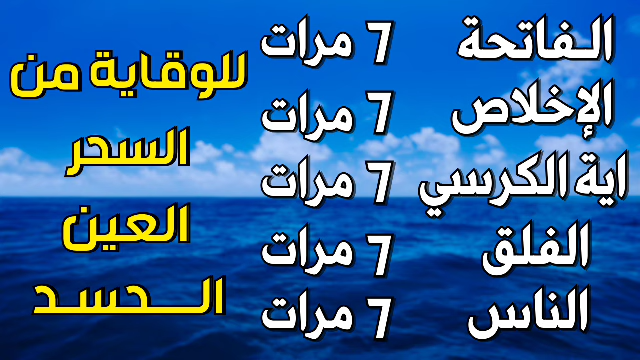 الفاتحة 7 مرات
الإخلاص 7 مرات
اية الكرسي 7 مرات
الفلق 7 مرات
الناس 7 مرات
للوقاية من
السحر
العين
الـــحسـد